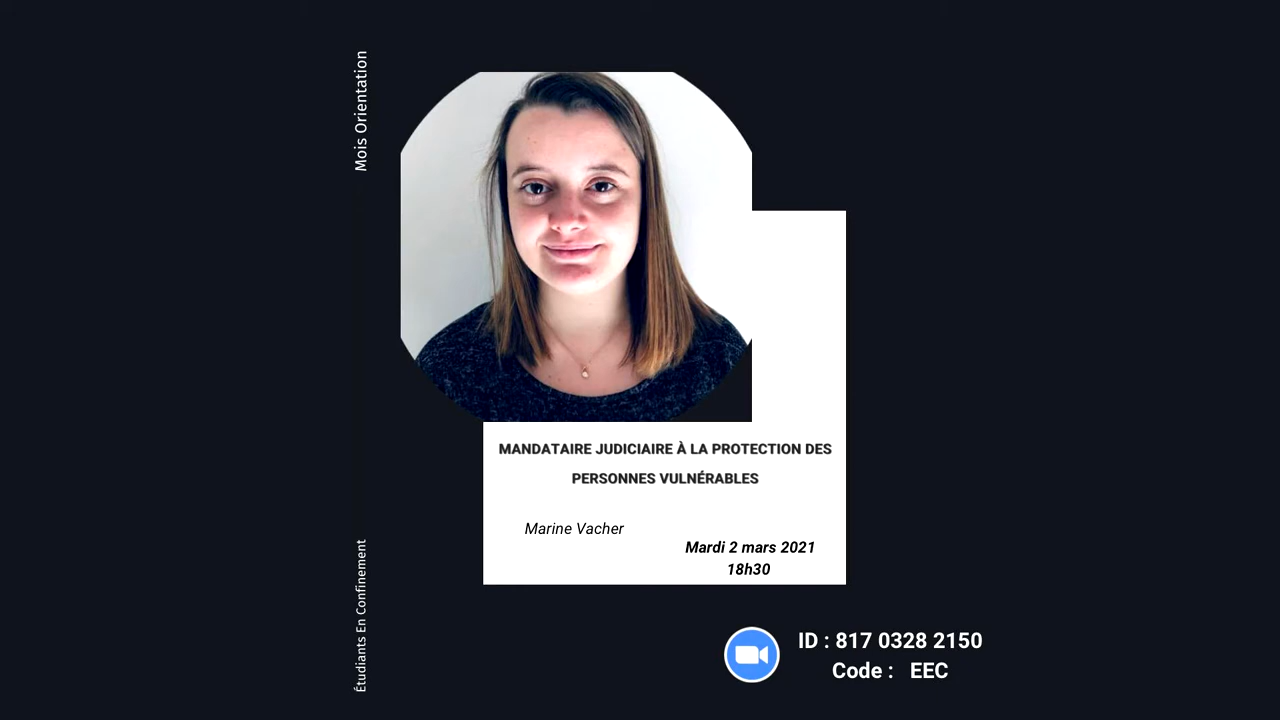 Mois Orientation
MANDATAIRE JUDICIAIRE À LA PROTECTION DES
PERSONNES VULNÉRABLES
Marine Vacher
Mardi 2 mars 2021
18h30
Étudiants En Confinement
ID : 817 0328 2150
Code : EEC